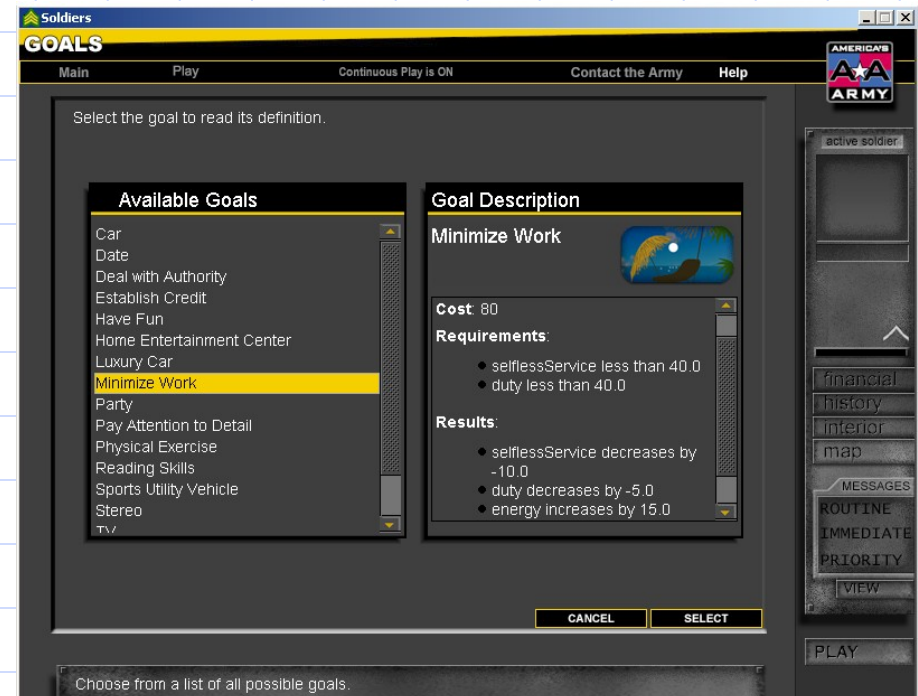 Soldiers
GOALS
AMERICA'S
ARMY
Main Play Continuous Play is ON Contact the Army Help
Select the goal to read its definition.
active soldier
Available Goals
Car
Date
Deal with Authority
Establish Credit
Have Fun
Home Entertainment Center
Luxury Car
Minimize Work
Party
Pay Attention to Detail
Physical Exercise
Reading Skills
Sports Utility Vehicle
Stereo
TV
Goal Description
Minimize Work
Cost: 80
Requirements:
selflessService less than 40.0
duty less than 40.0
Results:
selflessService decreases by
-10.0
duty decreases by -5.0
energy increases by 15.0
financial
history
interior
map
MESSAGES
ROUTINE
IMMEDIATE
PRIORITY
VIEW
CANCEL SELECT
PLAY
Choose from a list of all possible goals.